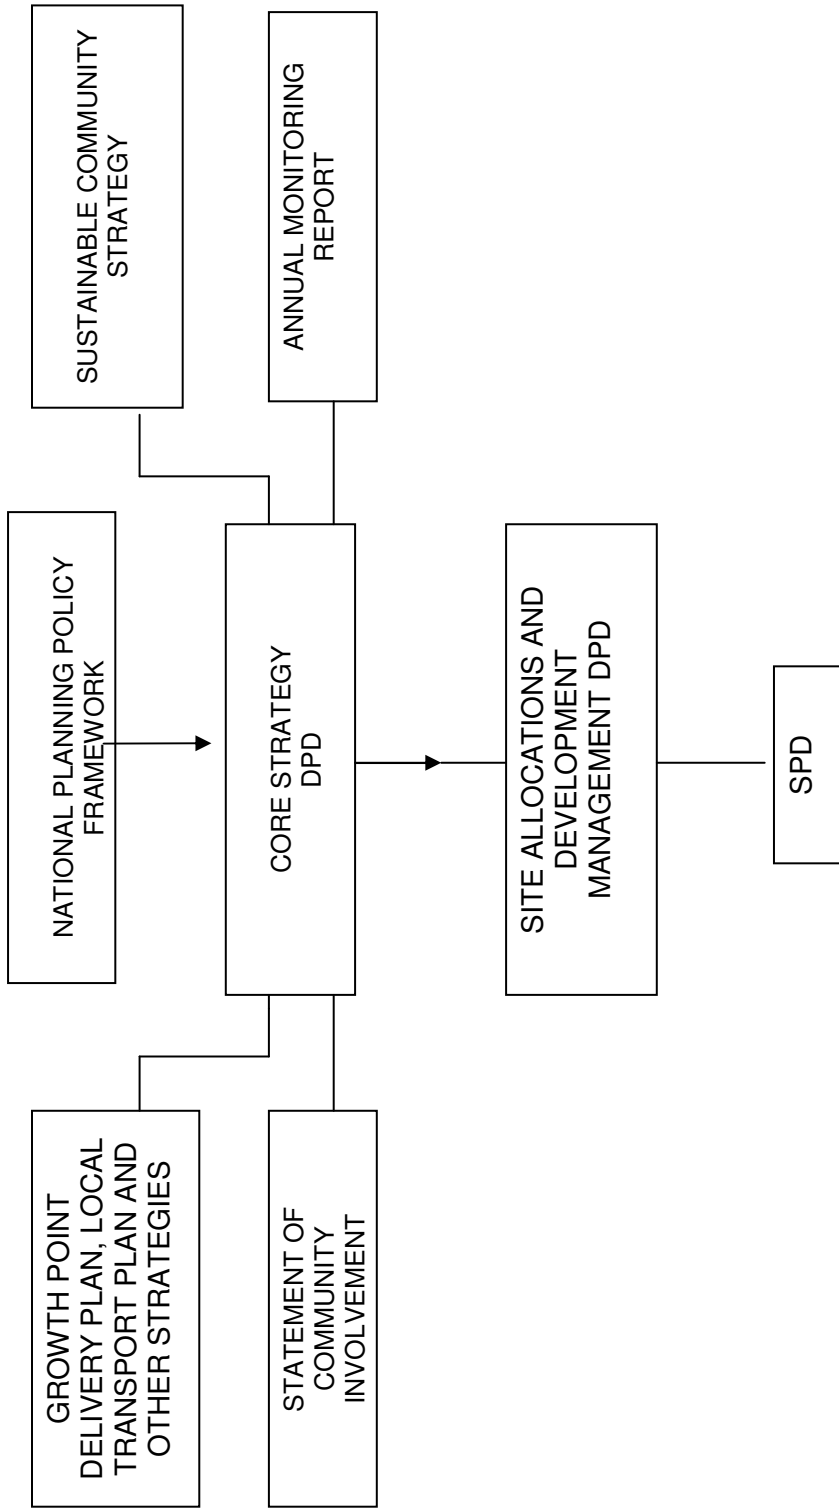 GROWTH POINT
DELIVERY PLAN, LOCAL
TRANSPORT PLAN AND
OTHER STRATEGIES
NATIONAL PLANNING POLICY
FRAMEWORK
SUSTAINABLE COMMUNITY
STRATEGY
STATEMENT OF
COMMUNITY
INVOLVEMENT
CORE STRATEGY
DPD
ANNUAL MONITORING
REPORT
SITE ALLOCATIONS AND
DEVELOPMENT
MANAGEMENT DPD
SPD